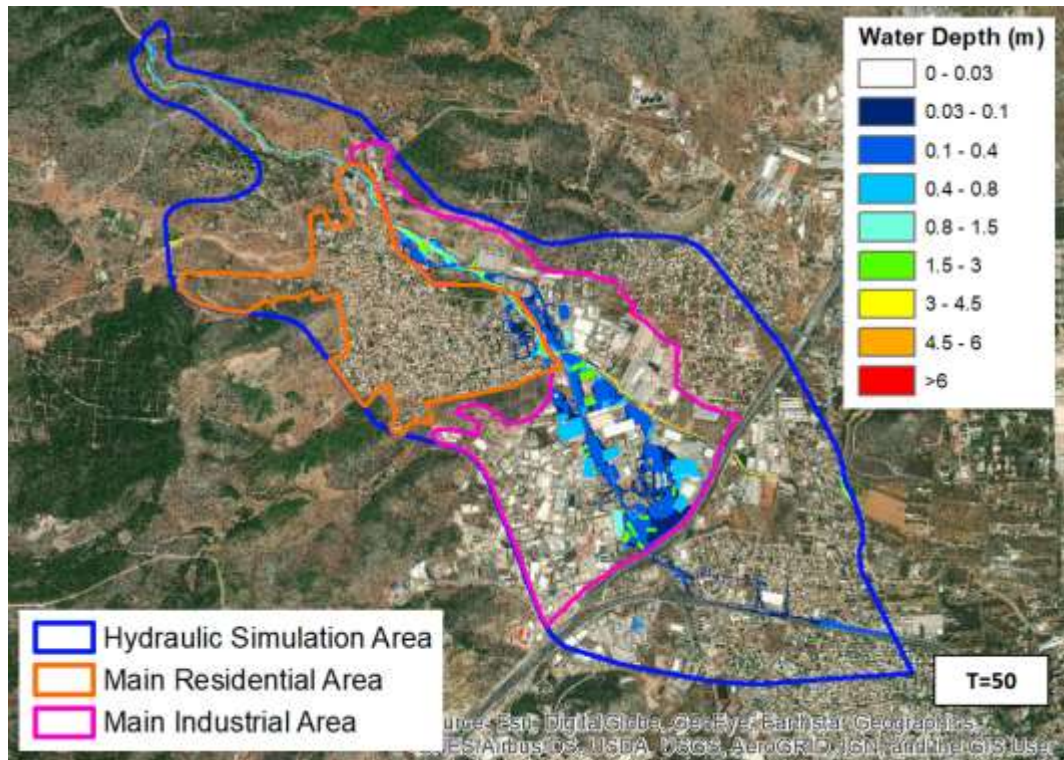 Water Depth (m)
0 - 0.03
0.03 - 0.1
0.1 - 0.4
0.4 - 0.8
0.8 - 1.5
1.5 - 3
3 - 4.5
4.5 - 6
>6
Hydraulic Simulation Area
Main Residential Area
Main Industrial Area
T=50
Esri, DigitalGlobe, GeoEye, Earthstar Geographics,
USDA, USGS, AeroGRID, IGN, and the GIS User